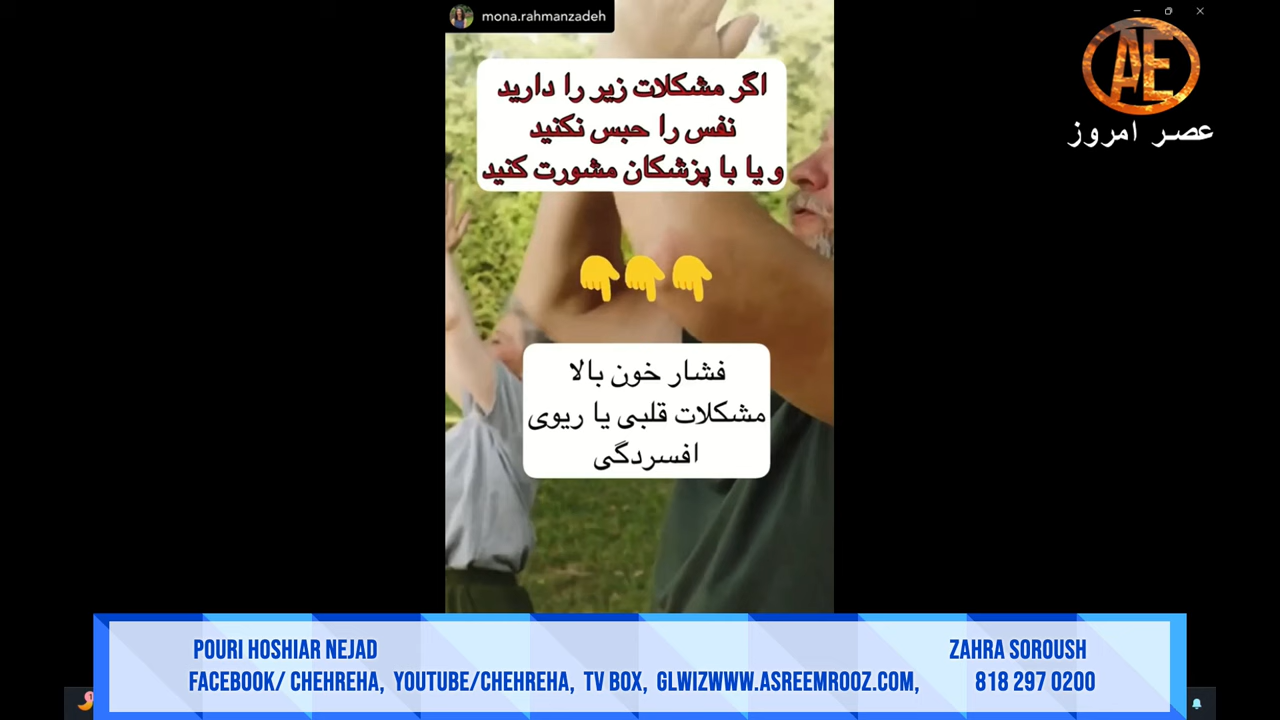 mona.rahmanzadeh
AE
عصر امروز
اگر مشکلات زیر را دارید
نفس را حبس نکنید
و یا با پزشکان مشورت کنید
فشار خون بالا
مشکلات قلبی یا ریوی
افسردگی
POURI HOSHIAR NEJAD
ZAHRA SOROUSH
FACEBOOK/ CHEHREHA, YOUTUBE/CHEHREHA, TV BOX, GLWIZWWW.ASREEMROOZ.COM,
818 297 0200
1